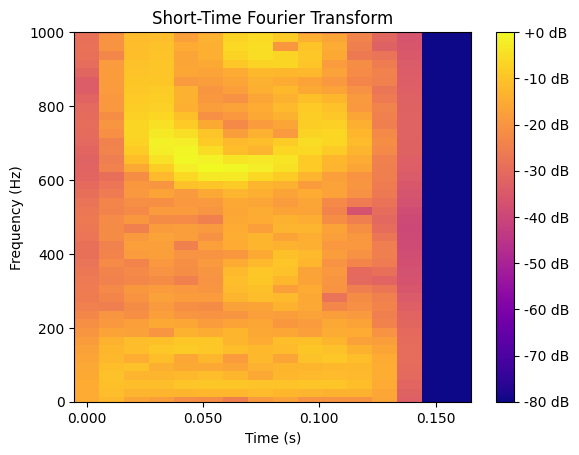 Short-Time Fourier Transform
Frequency (Hz)
1000
800
600
400
200
0
0.000
0.050
0.100
0.150
Time (s)
+0 dB
-10 dB
-20 dB
-30 dB
-40 dB
-50 dB
-60 dB
-70 dB
-80 dB